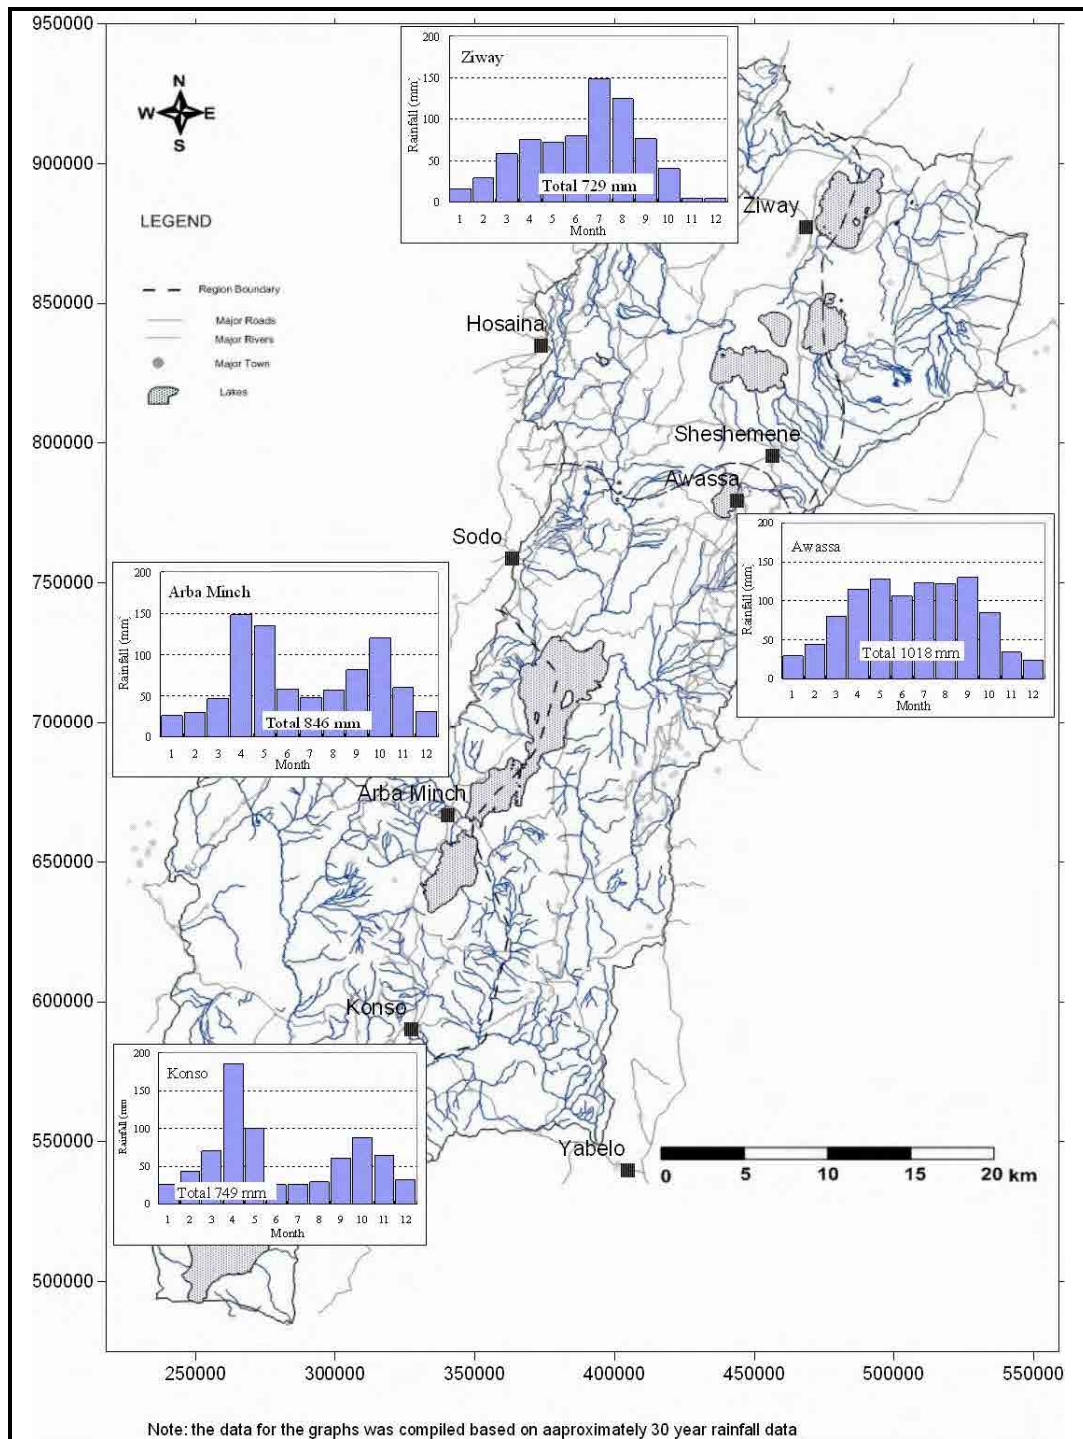 950000
900000
850000
800000
750000
700000
650000
600000
550000
500000
N
W E
S
LEGEND
Region Boundary
Major Roads
Major Rivers
Major Town
Lakes
Ziway
Rainfall (mm)
200
150
100
50
0
Total 729 mm
1 2 3 4 5 6 7 8 9 10 11 12
Month
Ziway
Hosaina
Sheshemene
Awassa
Sodo
Awassa
Rainfall (mm)
200
150
100
50
0
Total 1018 mm
1 2 3 4 5 6 7 8 9 10 11 12
Month
Arba Minch
Rainfall (mm)
200
150
100
50
0
Total 846 mm
1 2 3 4 5 6 7 8 9 10 11 12
Month
Arba Minch
Konso
Konso
Rainfall (mm
200
150
100
50
0
Total 749 mm
1 2 3 4 5 6 7 8 9 10 11 12
Month
Yabelo
0 5 10 15 20 km
250000 300000 350000 400000 450000 500000 550000
Note: the data for the graphs was compiled based on aaproximately 30 year rainfall data